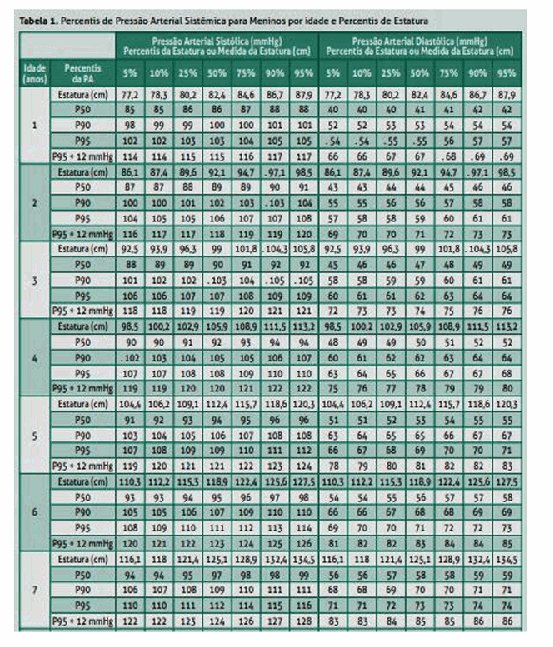 Tabela 1. Percentis de Pressão Arterial Sistêmica para Meninos por idade e Percentis de Estatura
Pressão Arterial Sistólica (mmHg) Pressão Arterial Diastólica (mmHg)
Percentis da Estatura ou Medida da Estatura (cm) Percentis da Estatura ou Medida da Estatura (cm)
Idade (anos) Percentis da PA 5% 10% 25% 50% 75% 90% 95% 5% 10% 25% 50% 75% 90% 95%
1
Estatura (cm) 77,2 78,3 80,2 82,4 84,6 86,7 87,9 77,2 78,3 80,2 82,4 84,6 86,7 87,9
P50 85 85 86 86 87 88 88 40 40 40 41 41 42 42
P90 98 99 99 100 100 101 101 52 52 53 53 54 54 54
P95 102 102 103 103 104 105 105 .54 .54 .55 .55 56 57 57
P95 + 12 mmHg 114 114 115 115 116 117 117 66 66 67 67 .68 .69 .69
2
Estatura (cm) 86,1 87,4 89,6 92,1 94,7 .97,1 98,5 86,1 87,4 89,6 92,1 94,7 .97,1 98,5
P50 87 87 88 89 89 90 91 43 43 44 44 45 46 46
P90 100 100 101 102 103 .103 104 55 55 56 56 57 58 58
P95 104 105 105 106 107 107 108 57 58 58 59 60 61 61
P95 + 12 mmHg 116 117 117 118 119 119 120 69 70 70 71 72 73 73
3
Estatura (cm) 92,5 93,9 96,3 99 101,8 .104,3 105,8 92,5 93,9 96,3 99 101,8 .104,3 105,8
P50 88 89 89 90 91 92 92 45 46 46 47 48 49 49
P90 101 102 102 .103 104 .105 .105 58 58 59 59 60 61 61
P95 106 106 107 107 108 109 109 60 61 61 62 63 64 64
P95 + 12 mmHg 118 118 119 119 120 121 121 72 73 73 74 75 76 76
4
Estatura (cm) 98,5 100,2 102,9 105,9 108,9 111,5 113,2 98,5 100,2 102,9 105,9 108,9 111,5 113,2
P50 90 90 91 92 93 94 94 48 49 49 50 51 52 52
P90 .102 103 104 105 105 106 107 60 61 62 62 63 64 64
P95 107 107 108 108 109 110 110 63 64 65 66 67 67 68
P95 + 12 mmHg 119 119 120 120 121 122 122 75 76 77 78 79 79 80
5
Estatura (cm) 104,4 106,2 109,1 112,4 115,7 118,6 120,3 104,4 106,2 109,1 112,4 115,7 118,6 120,3
P50 91 92 93 94 95 96 96 51 51 52 53 54 55 55
P90 103 104 105 106 107 108 108 63 64 65 65 66 67 67
P95 107 108 109 109 110 111 112 66 67 68 69 70 70 71
P95 + 12 mmHg 119 120 121 121 122 123 124 78 79 80 81 82 82 83
6
Estatura (cm) 110,3 112,2 115,3 118,9 122,4 125,6 127,5 110,3 112,2 115,3 118,9 122,4 125,6 127,5
P50 93 93 94 95 96 97 98 54 54 55 56 57 57 58
P90 105 105 106 107 109 110 110 66 66 67 68 68 69 69
P95 108 109 110 111 112 113 114 69 70 70 71 72 72 73
P95 + 12 mmHg 120 121 122 123 124 125 126 81 82 82 83 84 84 85
7
Estatura (cm) 116,1 118 121,4 125,1 128,9 132,4 134,5 116,1 118 121,4 125,1 128,9 132,4 134,5
P50 94 94 95 97 98 98 99 56 56 57 58 58 59 59
P90 106 107 108 109 110 111 111 68 68 69 70 70 71 71
P95 110 110 111 112 114 115 116 71 71 72 73 73 74 74
P95 + 12 mmHg 122 122 123 124 126 127 128 83 83 84 85 85 86 86